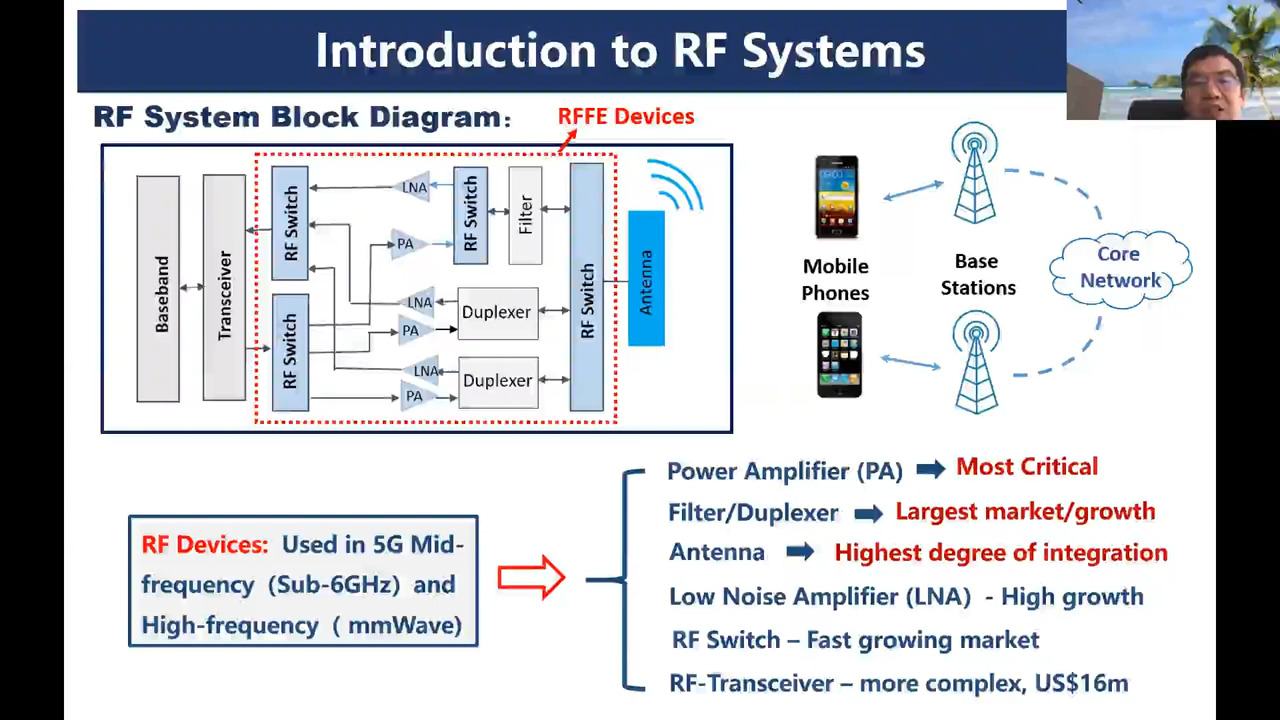 Introduction to RF Systems
RF System Block Diagram:
RFFE Devices
Baseband
Transceiver
RF Switch
RF Switch
LNA
PA
LNA
PA
LNA
PA
RF Switch
Filter
Duplexer
Duplexer
RF Switch
Antenna
Mobile
Phones
Base
Stations
Core
Network
RF Devices: Used in 5G Mid-
frequency (Sub-6GHz) and
High-frequency ( mmWave)
Power Amplifier (PA) Most Critical
Filter/Duplexer Largest market/growth
Antenna Highest degree of integration
Low Noise Amplifier (LNA) - High growth
RF Switch – Fast growing market
RF-Transceiver – more complex, US$16m